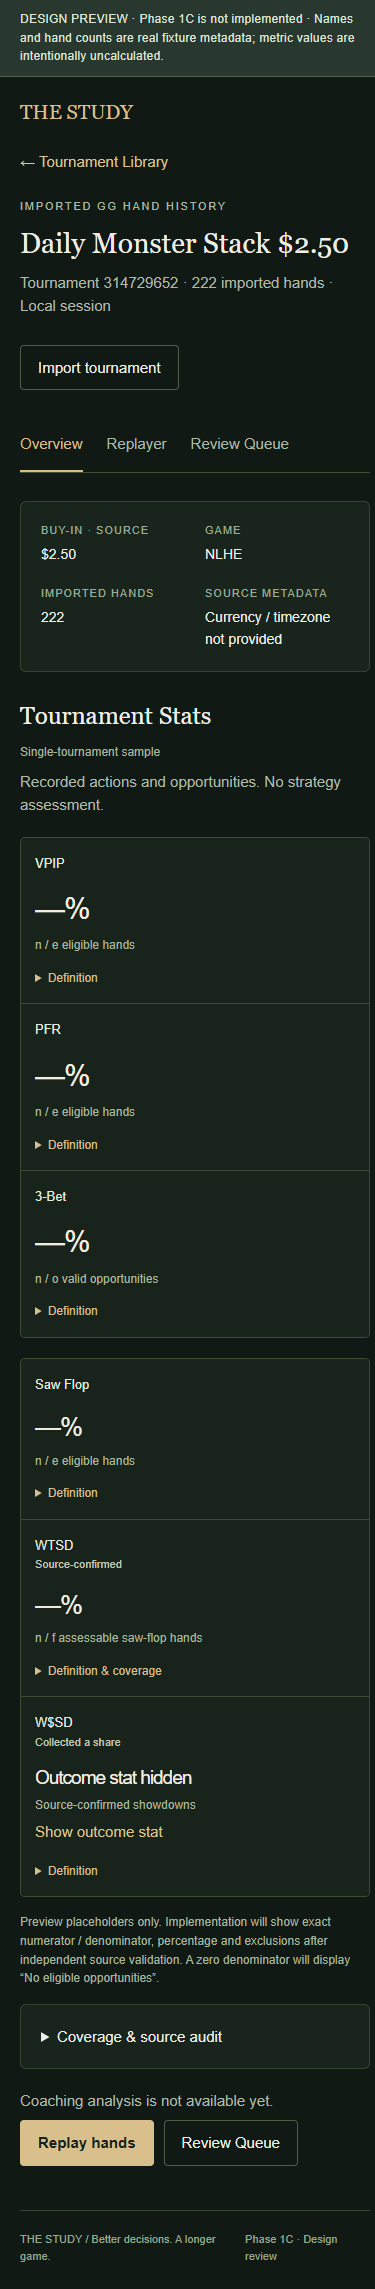 DESIGN PREVIEW · Phase 1C is not implemented · Names
and hand counts are real fixture metadata; metric values are
intentionally uncalculated.
THE STUDY
← Tournament Library
IMPORTED GG HAND HISTORY
Daily Monster Stack $2.50
Tournament 314729652 · 222 imported hands ·
Local session
Import tournament
Overview Replayer Review Queue
BUY-IN · SOURCE GAME
$2.50 NLHE
IMPORTED HANDS SOURCE METADATA
222 Currency / timezone
not provided
Tournament Stats
Single-tournament sample
Recorded actions and opportunities. No strategy
assessment.
VPIP
—%
n / e eligible hands
▶ Definition
PFR
—%
n / e eligible hands
▶ Definition
3-Bet
—%
n / o valid opportunities
▶ Definition
Saw Flop
—%
n / e eligible hands
▶ Definition
WTSD
Source-confirmed
—%
n / f assessable saw-flop hands
▶ Definition & coverage
W$SD
Collected a share
Outcome stat hidden
Source-confirmed showdowns
Show outcome stat
▶ Definition
Preview placeholders only. Implementation will show exact
numerator / denominator, percentage and exclusions after
independent source validation. A zero denominator will display
“No eligible opportunities”.
▶ Coverage & source audit
Coaching analysis is not available yet.
Replay hands Review Queue
THE STUDY / Better decisions. A longer
game.
Phase 1C · Design
review